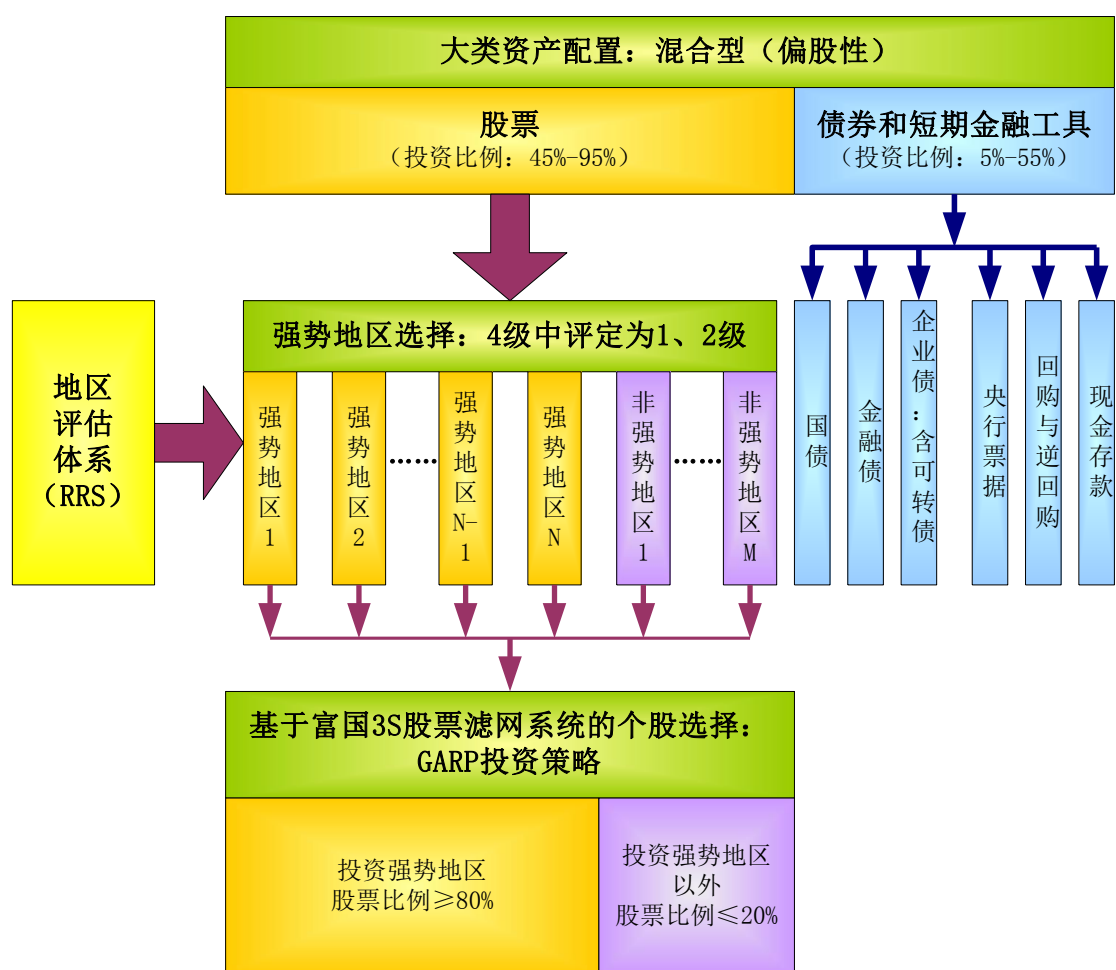 大类资产配置：混合型（偏股性）
股票
（投资比例：45%-95%）
债券和短期金融工具
（投资比例：5%-55%）
地区
评估
体系
（RRS）
强势地区选择：4级中评定为1、2级
强势地区1
强势地区2
……
强势地区N-1
强势地区N
非强势地区1
……
非强势地区M
国债
金融债
企业债：含可转债
央行票据
回购与逆回购
现金存款
基于富国3S股票滤网系统的个股选择：
GARP投资策略
投资强势地区
股票比例≥80%
投资强势地区
以外
股票比例≤20%